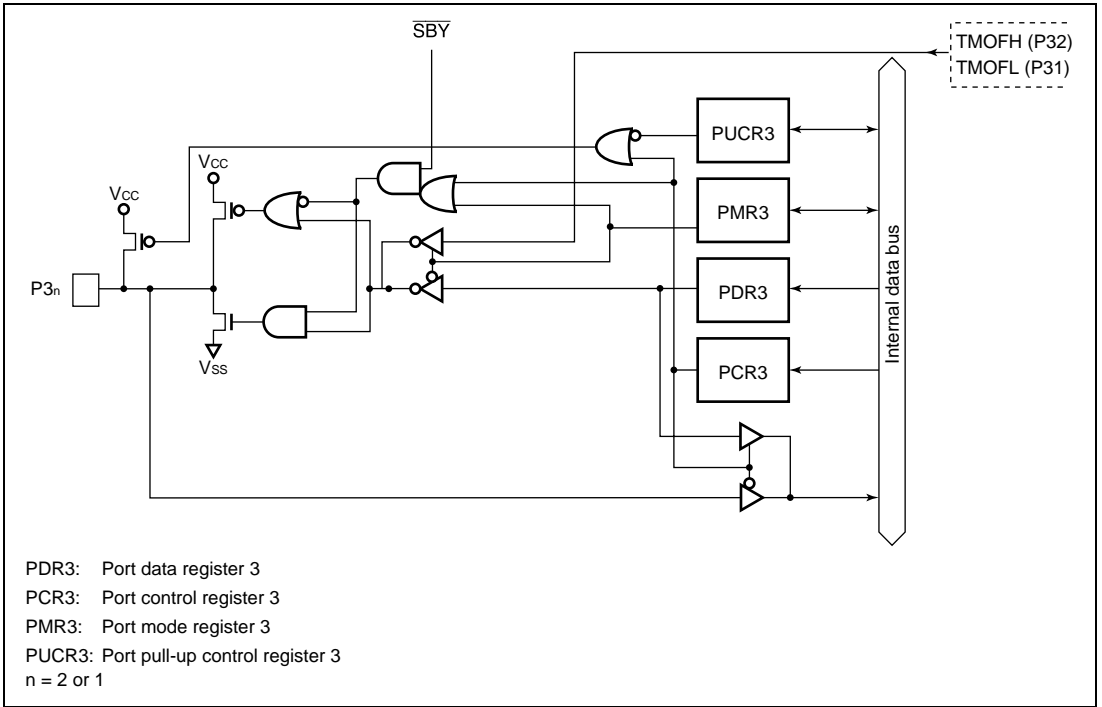 SBY
TMOFH (P32)
TMOFL (P31)
PUCR3
VCC
VCC
PMR3
Internal data bus
P3n
PDR3
VSS
PCR3
PDR3: Port data register 3
PCR3: Port control register 3
PMR3: Port mode register 3
PUCR3: Port pull-up control register 3
n = 2 or 1